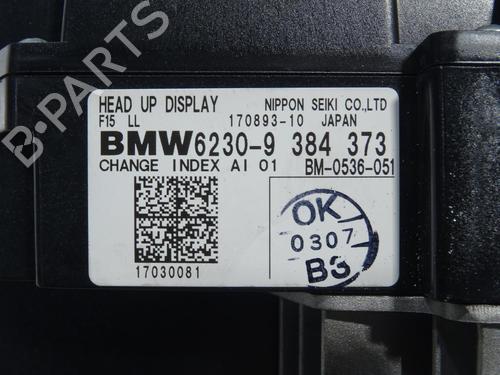 HEAD UP DISPLAY NIPPON SEIKI CO.,LTD
F15 LL 170893-10 JAPAN
BMW6230-9 384 373
CHANGE INDEX AI 01 BM-0536-051
17030081
OK
0307
B3
B-PARTS